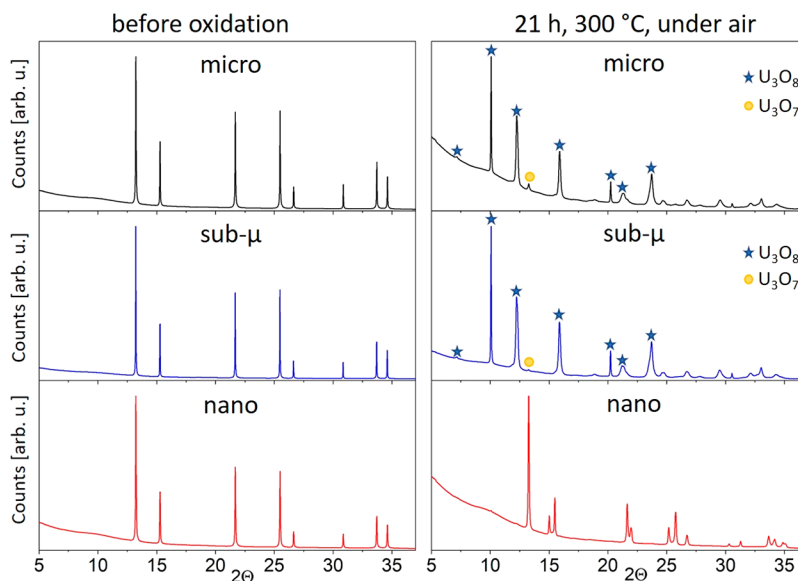 before oxidation
21 h, 300 °C, under air
micro
micro
U₃O₈
U₃O₇
Counts [arb. u.]
sub-µ
sub-µ
U₃O₈
U₃O₇
Counts [arb. u.]
nano
nano
Counts [arb. u.]
5 10 15 20 25 30 35
5 10 15 20 25 30 35
2Θ
2Θ